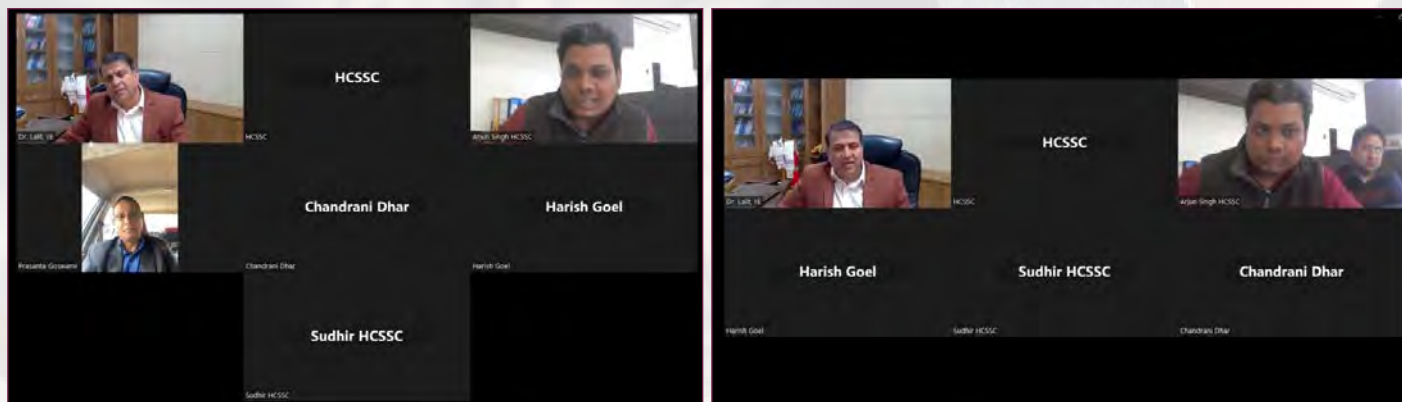 HCSSC
Dr. Lalit, IE
HCSSC
Arjun Singh HCSSC
Chandrani Dhar
Harish Goel
Prasanta Goswami
Chandrani Dhar
Harish Goel
Sudhir HCSSC
Sudhir HCSSC
HCSSC
Dr. Lalit, IE
HCSSC
Arjun Singh HCSSC
Harish Goel
Sudhir HCSSC
Chandrani Dhar
Harish Goel
Sudhir HCSSC
Chandrani Dhar